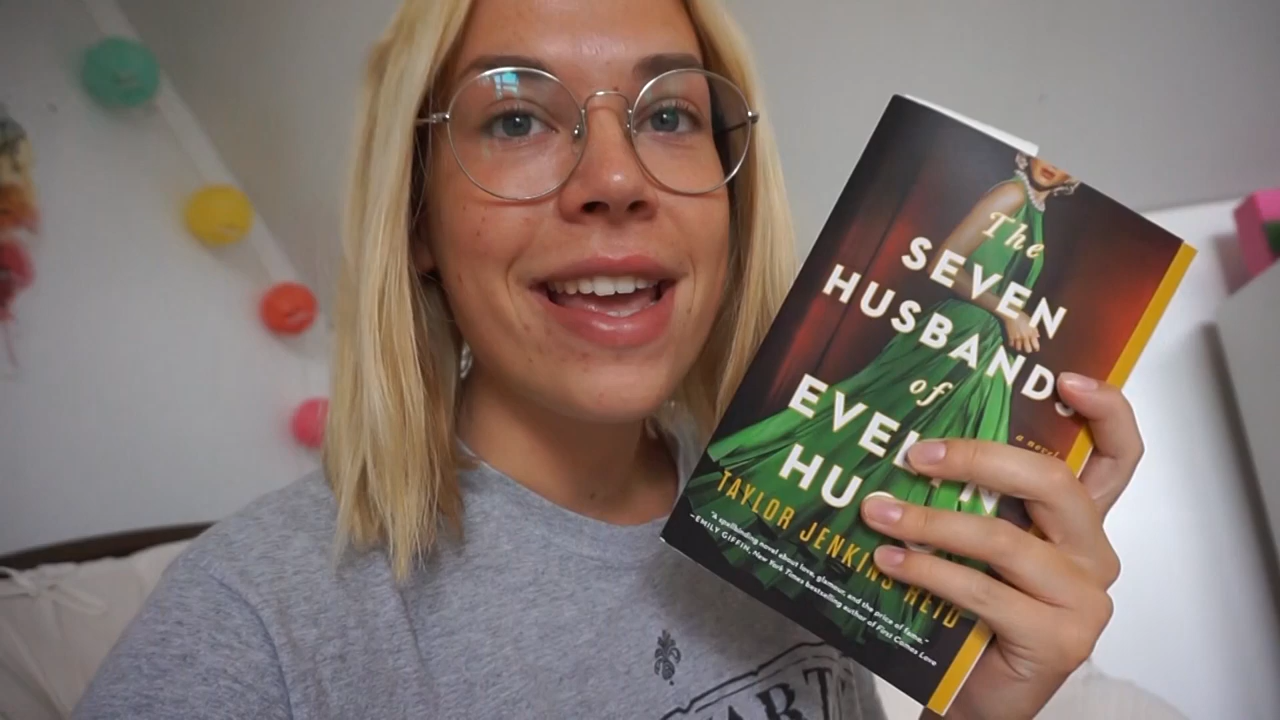 The
SEVEN
HUSBANDS
of
EVEL N
HU
a novel
TAYLOR JENKINS REID
"A spellbinding novel about love, glamour, and the price of fame."
—EMILY GIFFIN, New York Times bestselling author of First Comes Love
ART